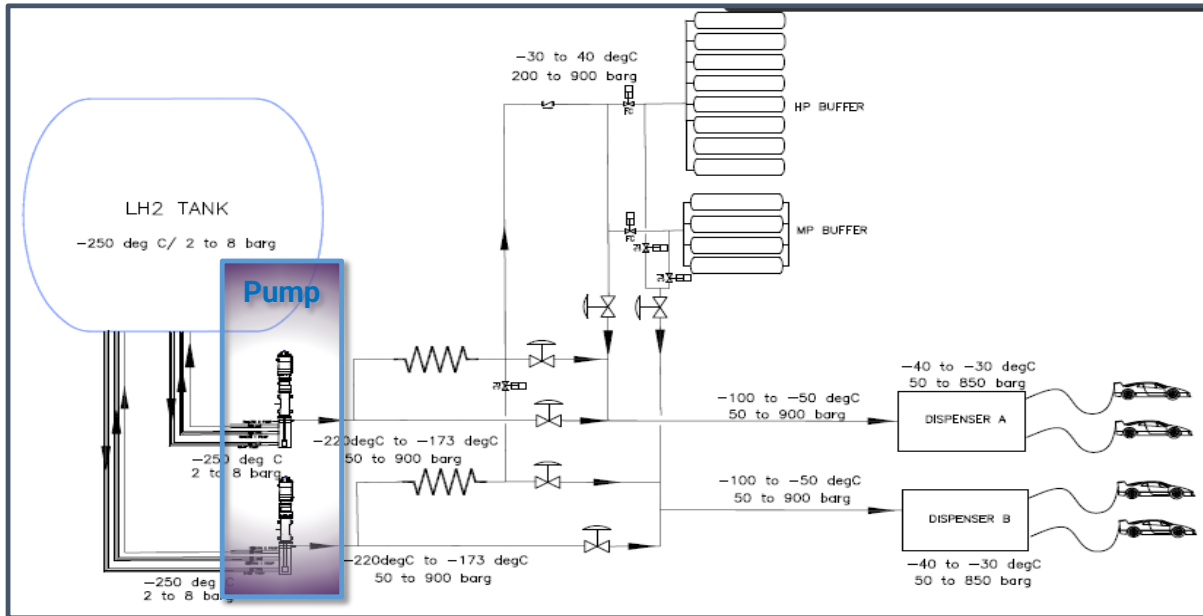 -30 to 40 degC
200 to 900 barg
HP BUFFER
LH2 TANK
-250 deg C/ 2 to 8 barg
FC
MP BUFFER
FC
Pump
-40 to -30 degC
50 to 850 barg
-100 to -50 degC
50 to 900 barg
DISPENSER A
-220degC to -173 degC
50 to 900 barg
-250 deg C
2 to 8 barg
-100 to -50 degC
50 to 900 barg
DISPENSER B
-220degC to -173 degC
50 to 900 barg
-40 to -30 degC
50 to 850 barg
-250 deg C
2 to 8 barg